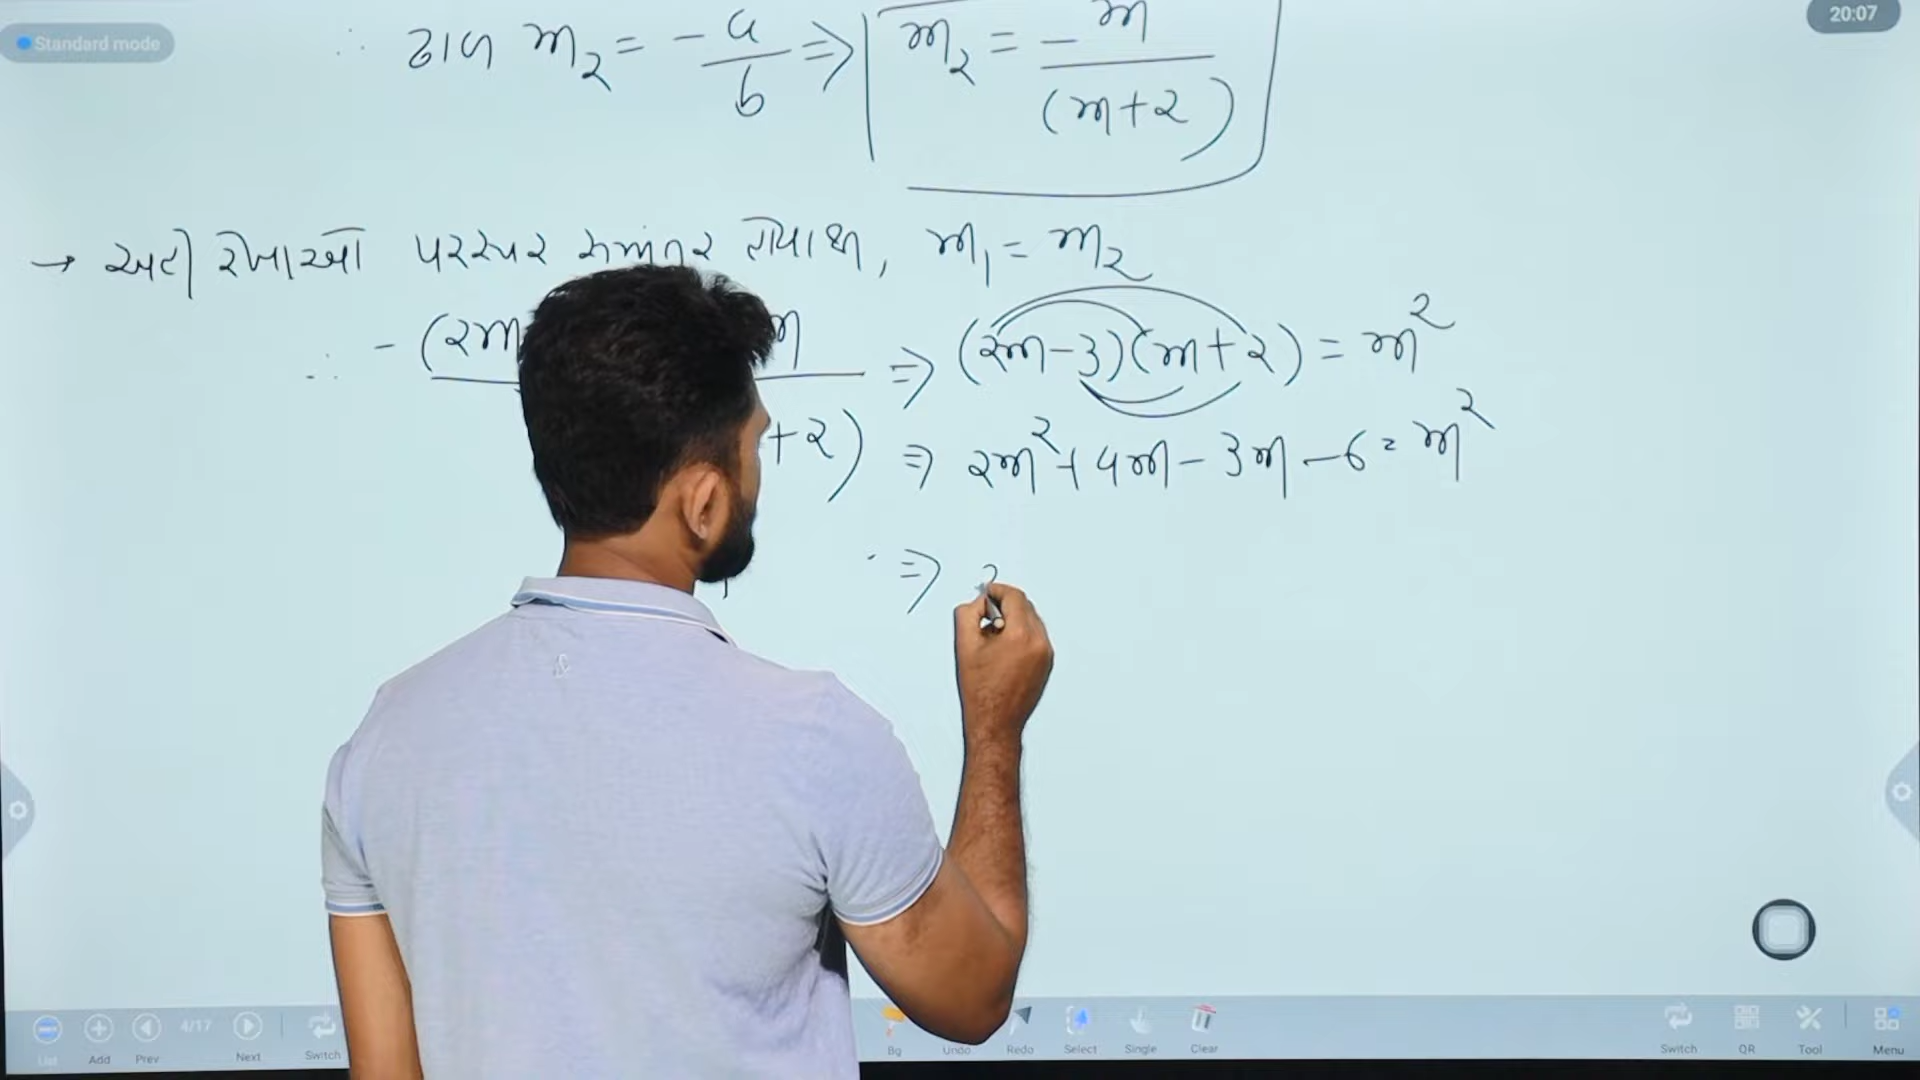 Standard mode
20:07
∴ ઢાળ m₂ = - a/b ⇒ m₂ = - m/(m+2)
→ અહી રેખાઓ પરસ્પર સમાંતર હોવાથી, m₁ = m₂
∴ - (2m m ⇒ (2m-3)(m+2) = m²
+2) ⇒ 2m² + 4m - 3m - 6 = m²
⇒ 2
List Add Prev 4/17 Next Switch Bg Undo Redo Select Single Clear Switch QR Tool Menu